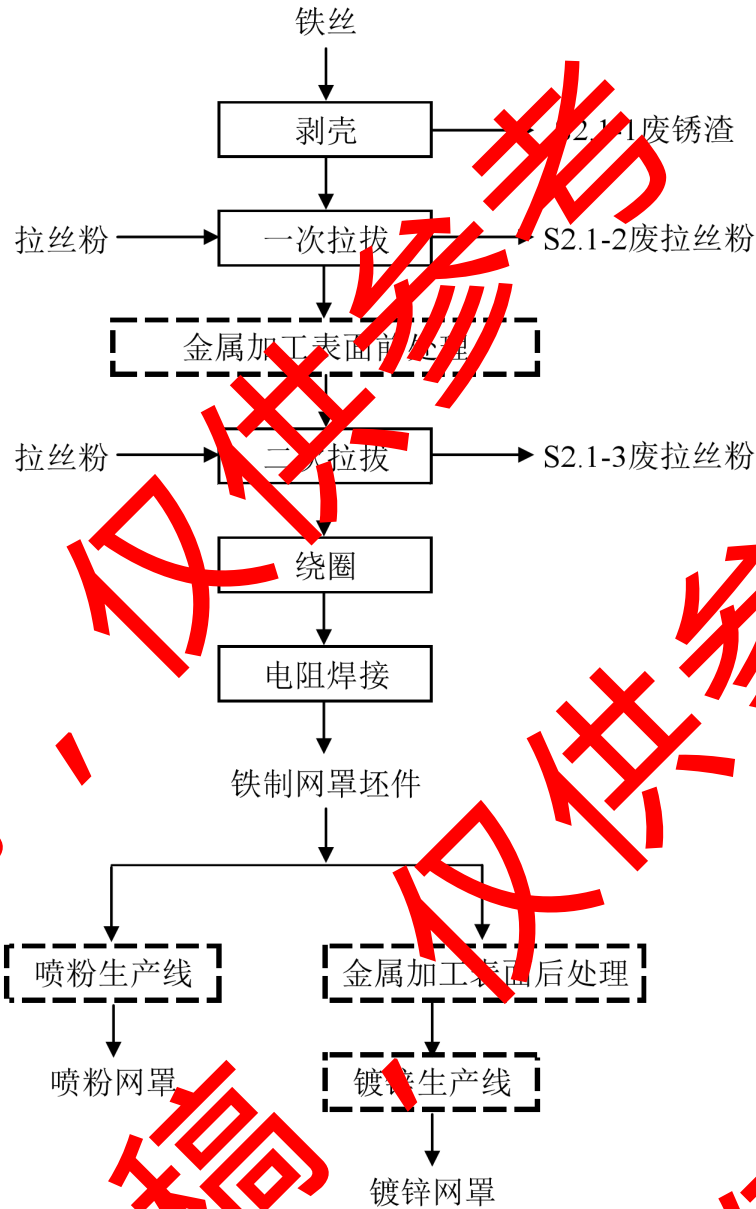 铁丝
剥壳
S2.1-1废锈渣
拉丝粉
一次拉拔
S2.1-2废拉丝粉
金属加工表面前处理
拉丝粉
二次拉拔
S2.1-3废拉丝粉
绕圈
电阻焊接
铁制网罩坯件
喷粉生产线
金属加工表面后处理
喷粉网罩
镀锌生产线
镀锌网罩
，仅供参考
稿，仅供参